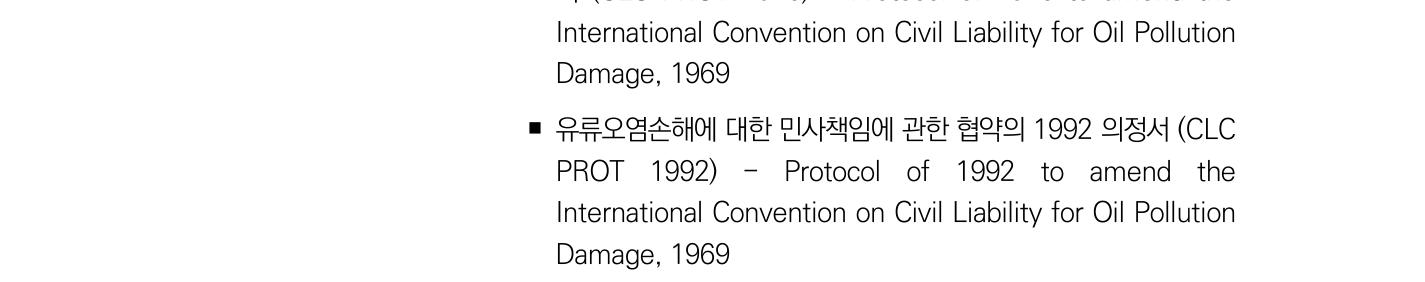 International Convention on Civil Liability for Oil Pollution
Damage, 1969
■ 유류오염손해에 대한 민사책임에 관한 협약의 1992 의정서 (CLC
PROT 1992) – Protocol of 1992 to amend the
International Convention on Civil Liability for Oil Pollution
Damage, 1969